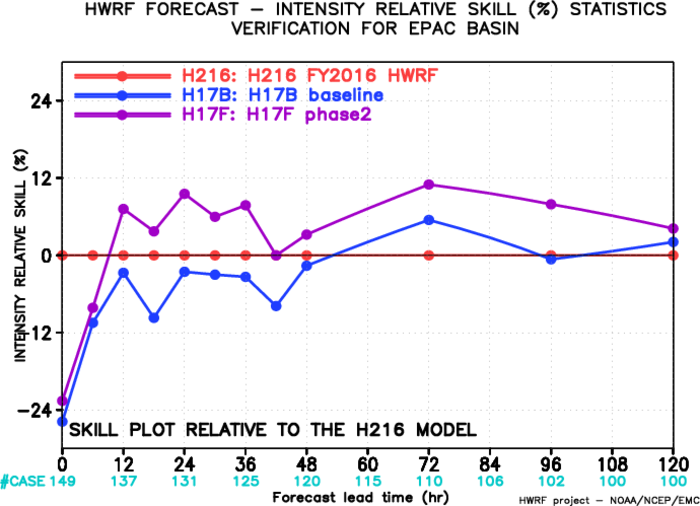 HWRF FORECAST – INTENSITY RELATIVE SKILL (%) STATISTICS
VERIFICATION FOR EPAC BASIN
H216: H216 FY2016 HWRF
H17B: H17B baseline
H17F: H17F phase2
INTENSITY RELATIVE SKILL (%)
24
12
0
-12
-24
SKILL PLOT RELATIVE TO THE H216 MODEL
0 12 24 36 48 60 72 84 96 108 120
#CASE 149 137 131 125 120 115 110 106 102 100 100
Forecast lead time (hr)
HWRF project – NOAA/NCEP/EMC